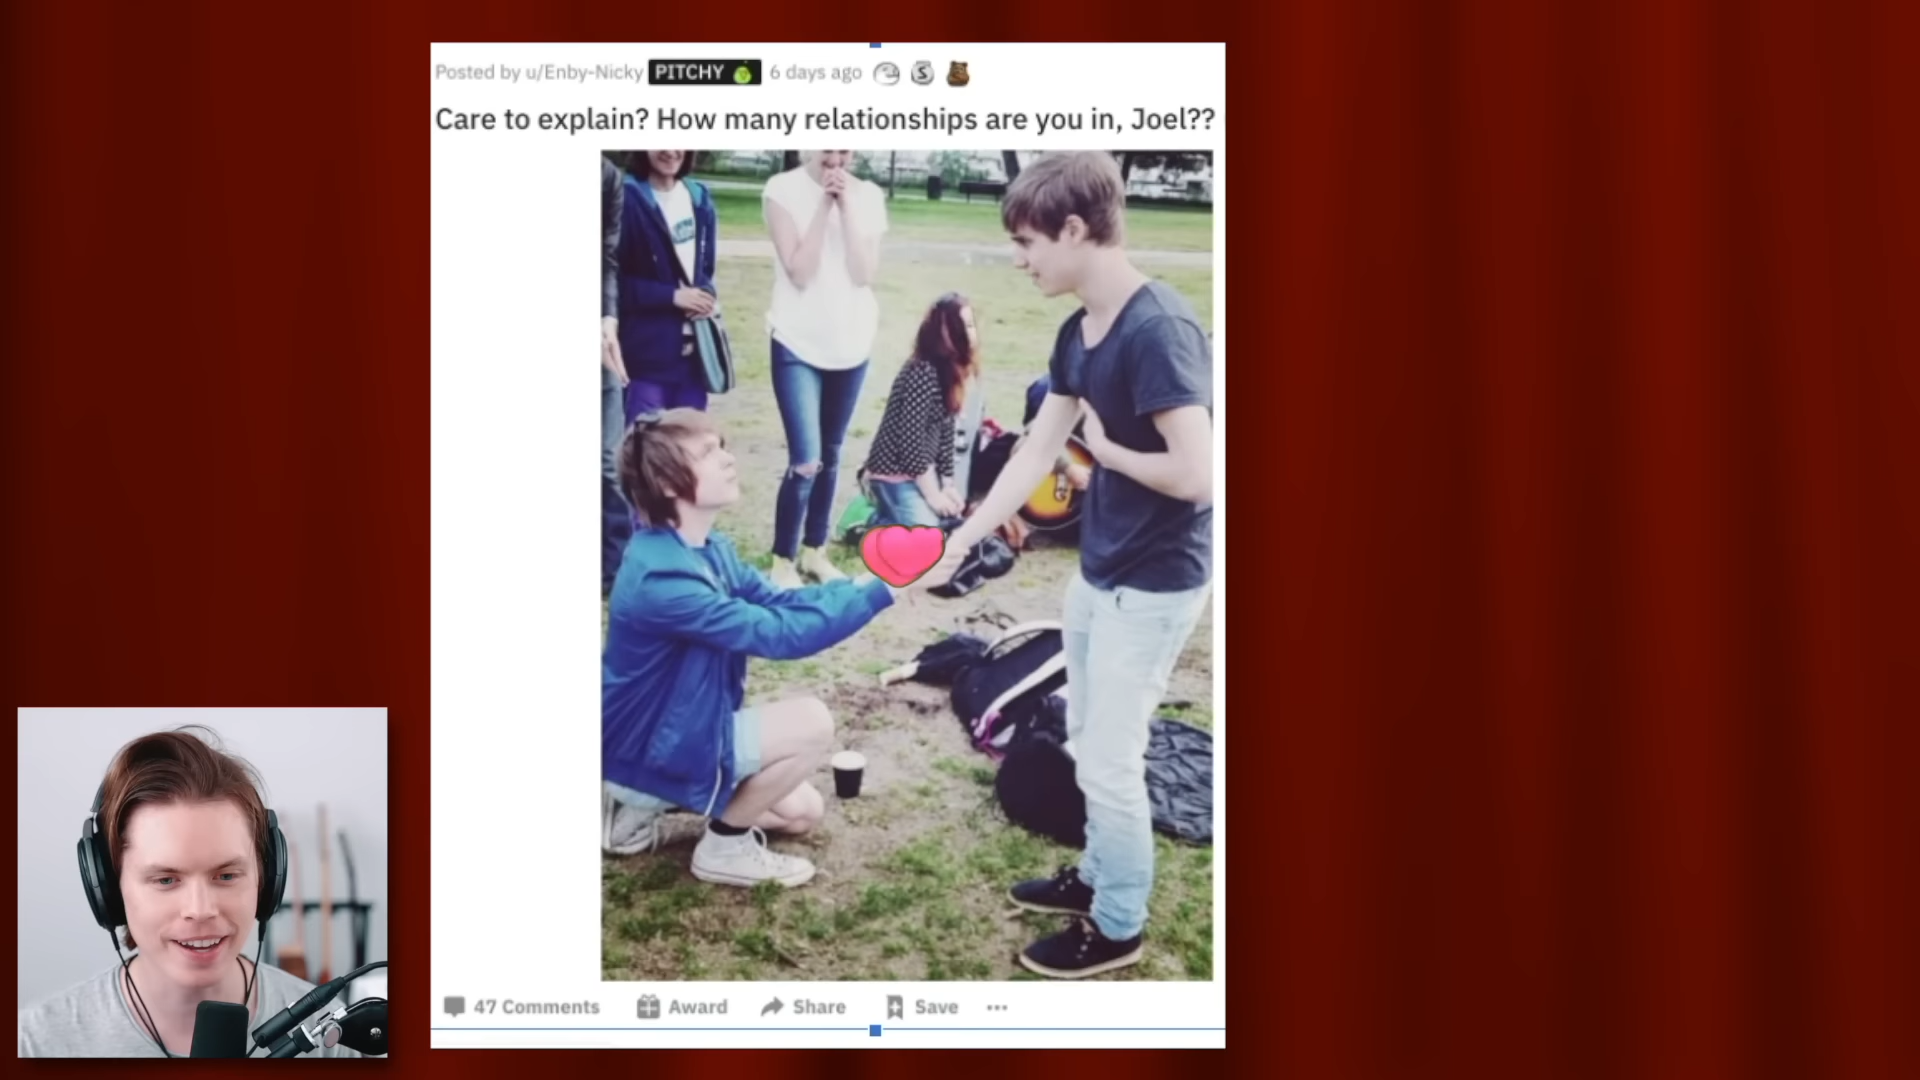 Posted by u/Enby-Nicky PITCHY 6 days ago
Care to explain? How many relationships are you in, Joel??
47 Comments Award Share Save